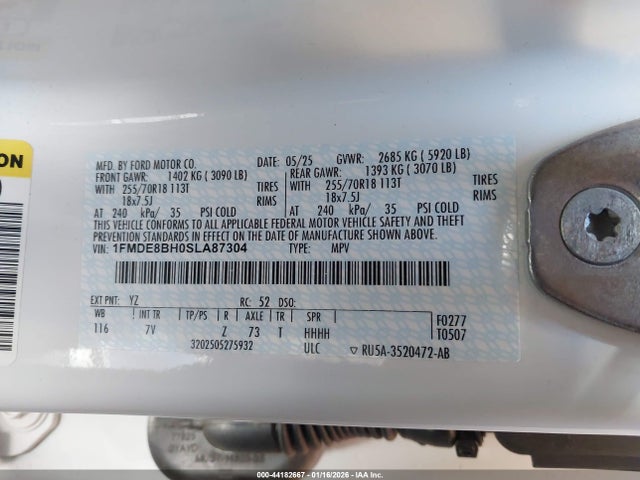 ION
MFD. BY FORD MOTOR CO. DATE: 05/25 GVWR: 2685 KG ( 5920 LB)
FRONT GAWR: 1402 KG ( 3090 LB) REAR GAWR: 1393 KG ( 3070 LB)
WITH 255/70R18 113T TIRES WITH 255/70R18 113T TIRES
18x7.5J RIMS 18x7.5J RIMS
AT 240 kPa/ 35 PSI COLD AT 240 kPa/ 35 PSI COLD
THIS VEHICLE CONFORMS TO ALL APPLICABLE FEDERAL MOTOR VEHICLE SAFETY AND THEFT
PREVENTION STANDARDS IN EFFECT ON THE DATE OF MANUFACTURE SHOWN ABOVE.
VIN: 1FMDE8BH0SLA87304 TYPE: MPV
EXT PNT: YZ RC: 52 DSO:
WB INT TR TP/PS R AXLE TR SPR F0277
116 7V Z 73 T HHHH T0507
3202505275932 ULC ▽ RU5A-3520472-AB
000-44182667 - 01/16/2026 - IAA Inc.